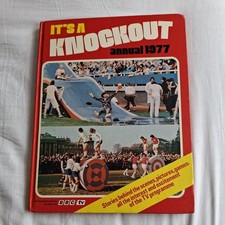 IT'S A
KNOCKOUT
annual 1977
Stories behind the scenes, pictures, games,
all the interest and excitement
of the TV programme
BBC tv